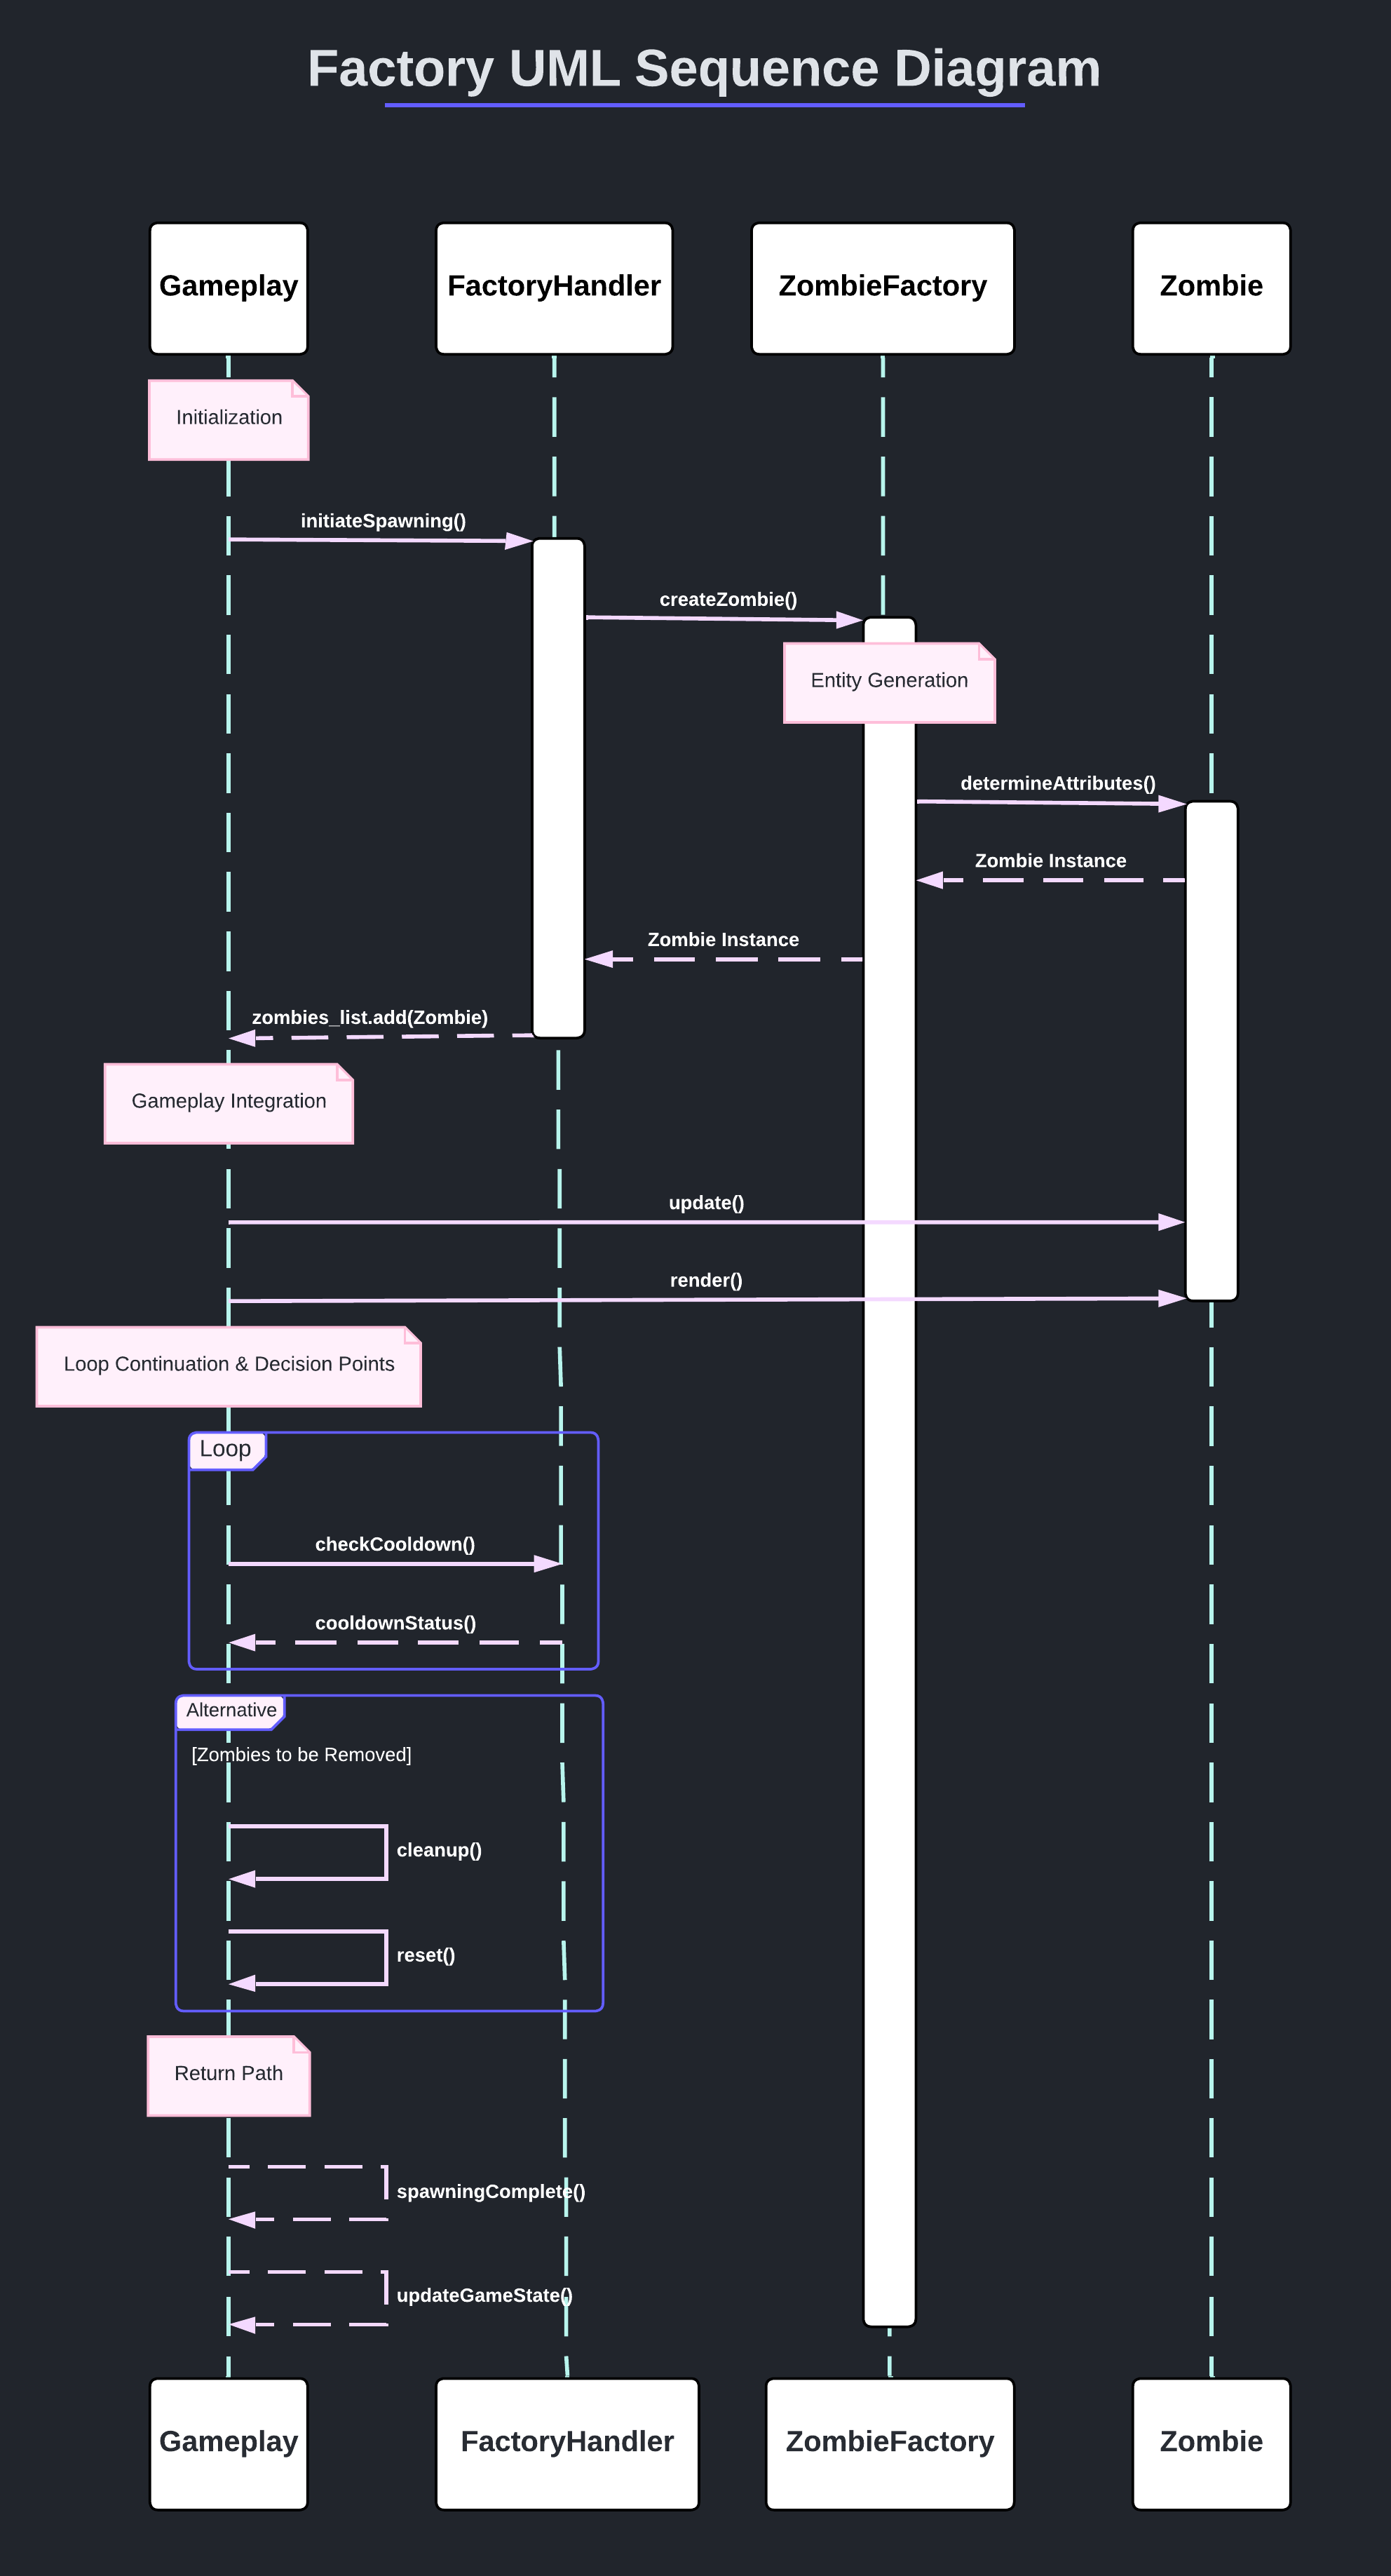 Factory UML Sequence Diagram
Gameplay
FactoryHandler
ZombieFactory
Zombie
Initialization
initiateSpawning()
createZombie()
Entity Generation
determineAttributes()
Zombie Instance
Zombie Instance
zombies_list.add(Zombie)
Gameplay Integration
update()
render()
Loop Continuation & Decision Points
Loop
checkCooldown()
cooldownStatus()
Alternative
[Zombies to be Removed]
cleanup()
reset()
Return Path
spawningComplete()
updateGameState()
Gameplay
FactoryHandler
ZombieFactory
Zombie